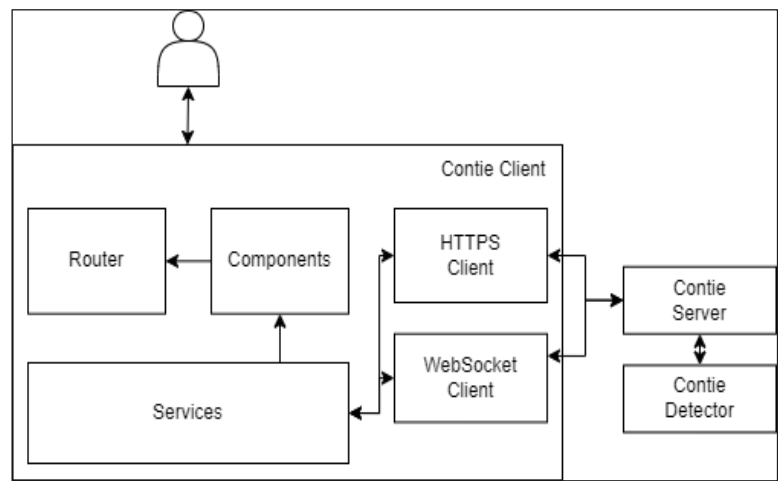 Contie Client
Router
Components
HTTPS
Client
Contie
Server
WebSocket
Client
Contie
Detector
Services